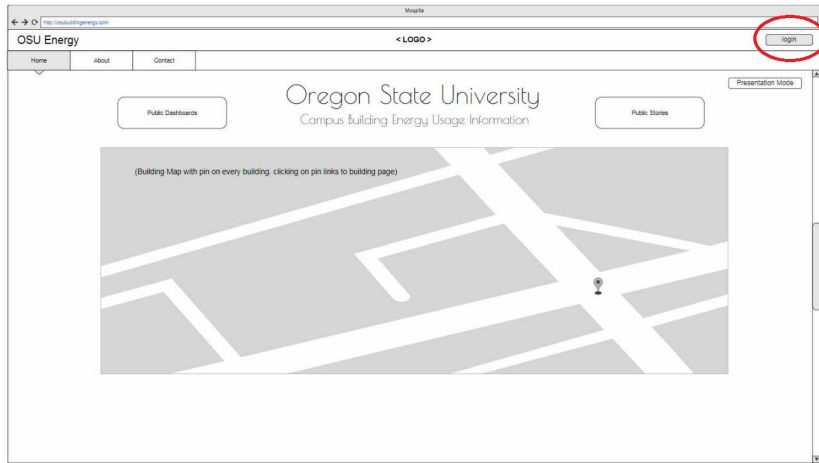 Mozzila
http://osubuildingenergy.com
OSU Energy
< LOGO >
login
Home
About
Contact
Presentation Mode
Public Dashboards
Oregon State University
Campus Building Energy Usage Information
Public Stories
(Building Map with pin on every building. clicking on pin links to building page)